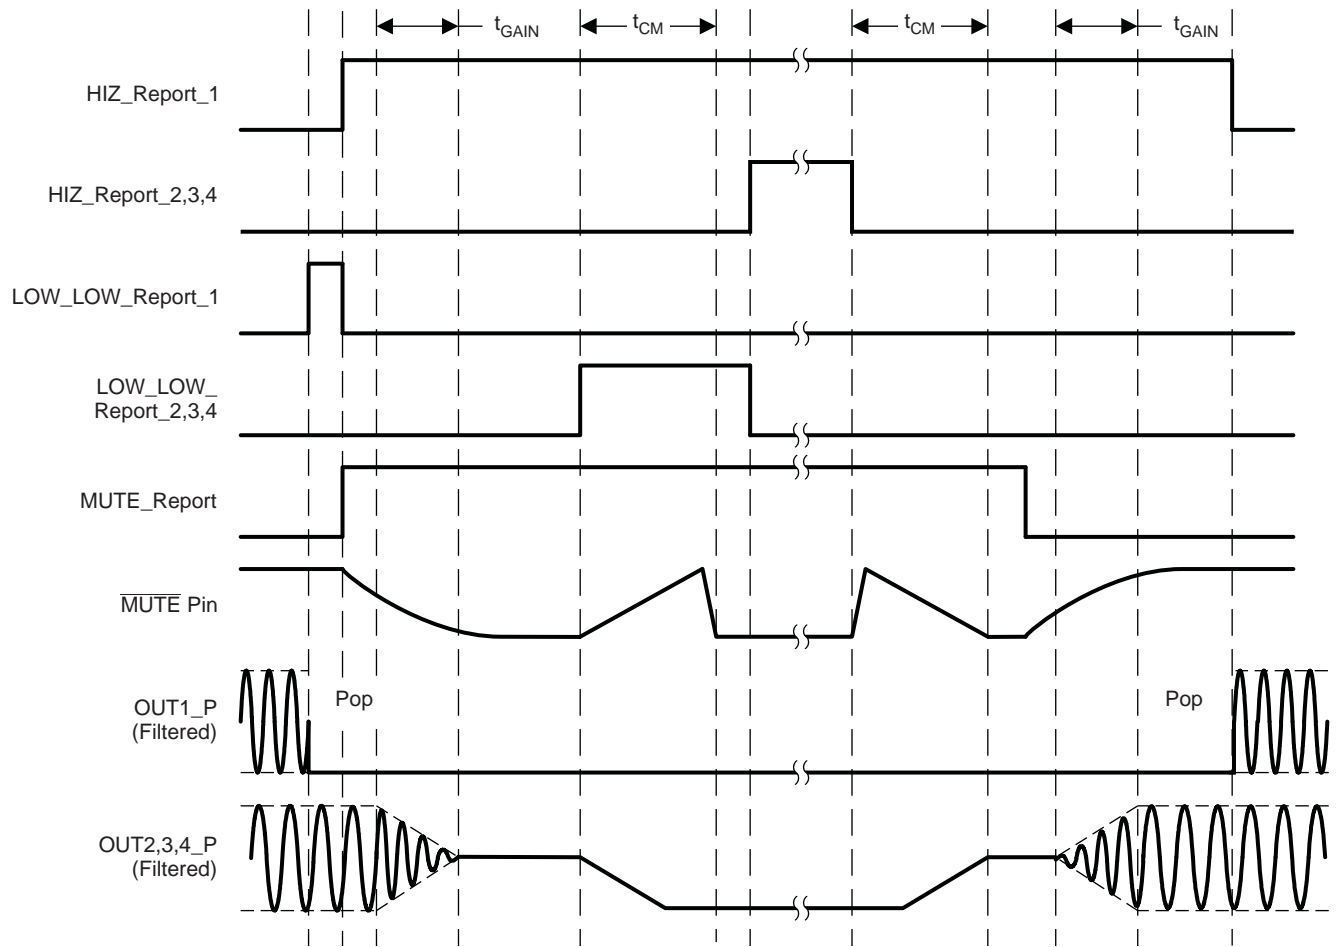 tGAIN tCM tCM tGAIN
HIZ_Report_1
HIZ_Report_2,3,4
LOW_LOW_Report_1
LOW_LOW_
Report_2,3,4
MUTE_Report
MUTE Pin
Pop Pop
OUT1_P
(Filtered)
OUT2,3,4_P
(Filtered)